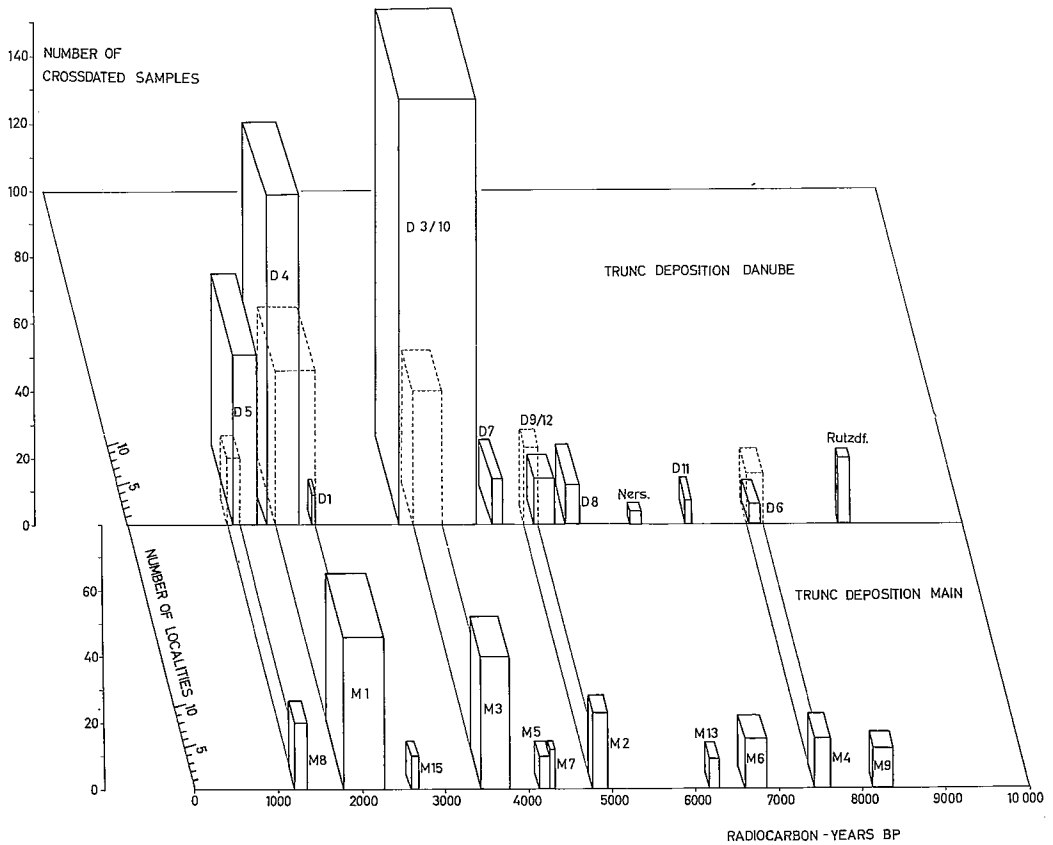 NUMBER OF
CROSSDATED SAMPLES
140
120
100
80
60
40
20
0
10
5
D5
D4
D1
D 3/10
D7
D9/12
D8
Ners.
D11
D6
Rutzdf.
TRUNC DEPOSITION DANUBE
TRUNC DEPOSITION MAIN
NUMBER OF LOCALITIES
60
40
20
0
10
5
M8
M1
M15
M3
M5
M7
M2
M13
M6
M4
M9
0
1000
2000
3000
4000
5000
6000
7000
8000
9000
10 000
RADIOCARBON - YEARS BP